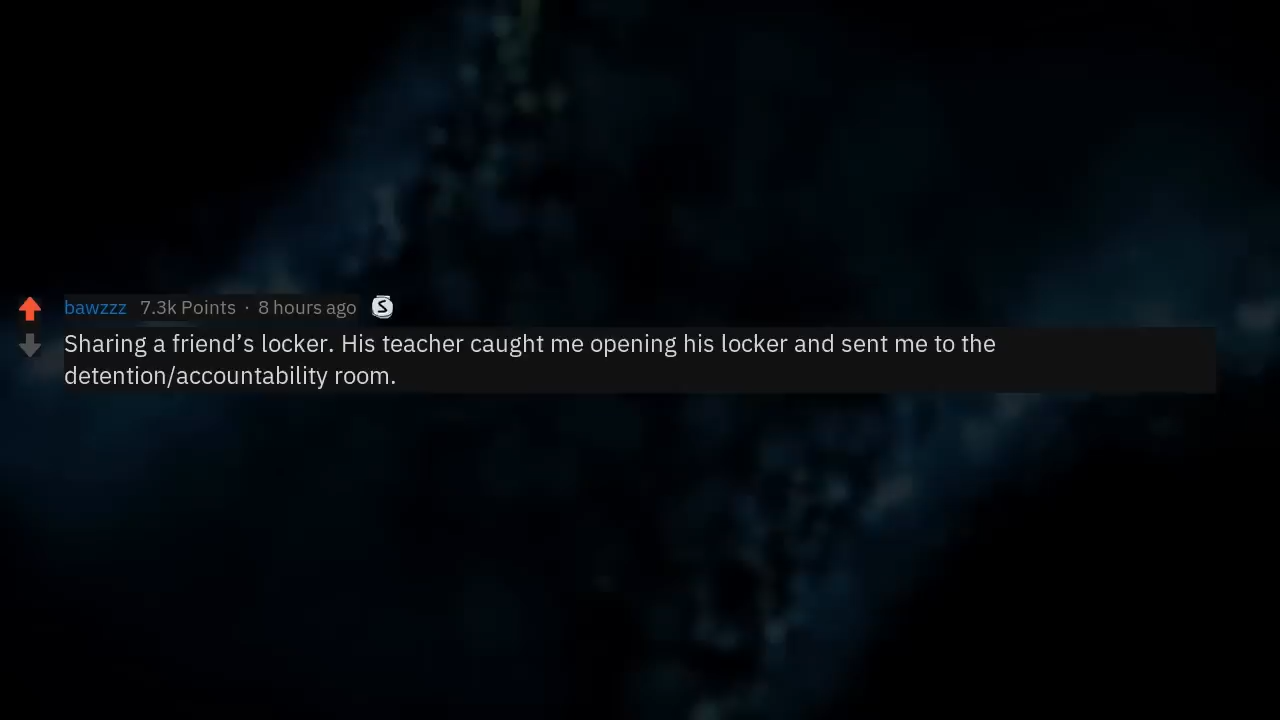 bawzzz 7.3k Points · 8 hours ago S
Sharing a friend’s locker. His teacher caught me opening his locker and sent me to the
detention/accountability room.